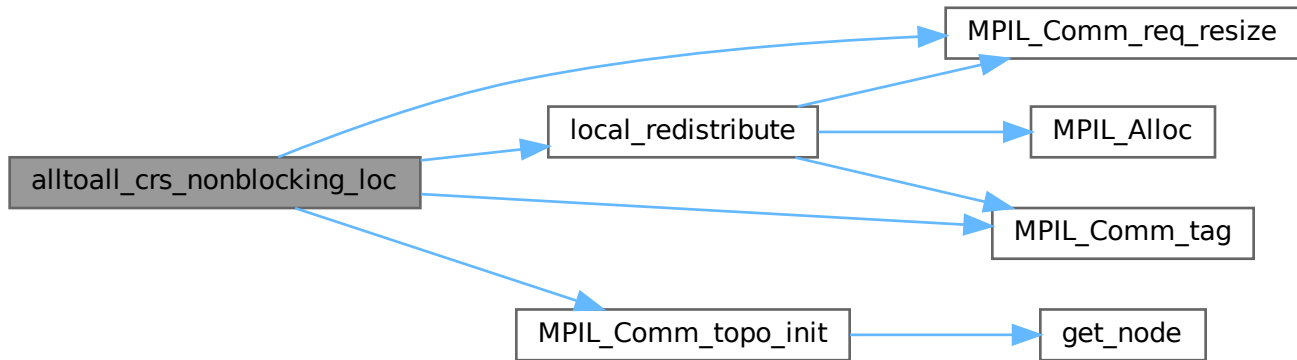 alltoall_crs_nonblocking_loc
local_redistribute
MPIL_Comm_req_resize
MPIL_Alloc
MPIL_Comm_tag
MPIL_Comm_topo_init
get_node